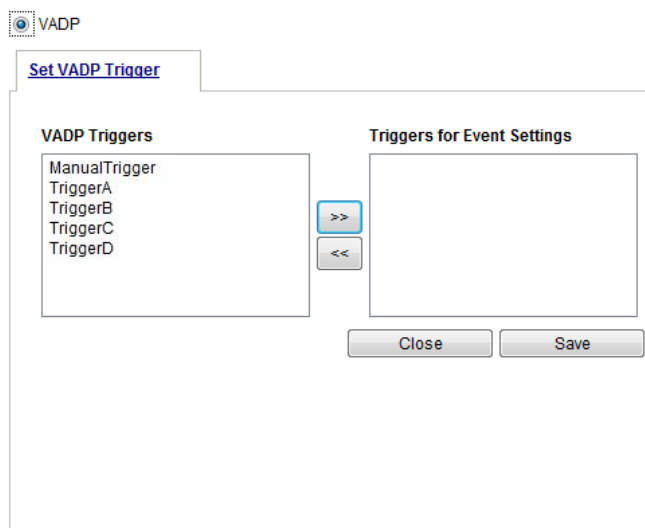 VADP
Set VADP Trigger
VADP Triggers
ManualTrigger
TriggerA
TriggerB
TriggerC
TriggerD
>>
<<
Triggers for Event Settings
Close Save